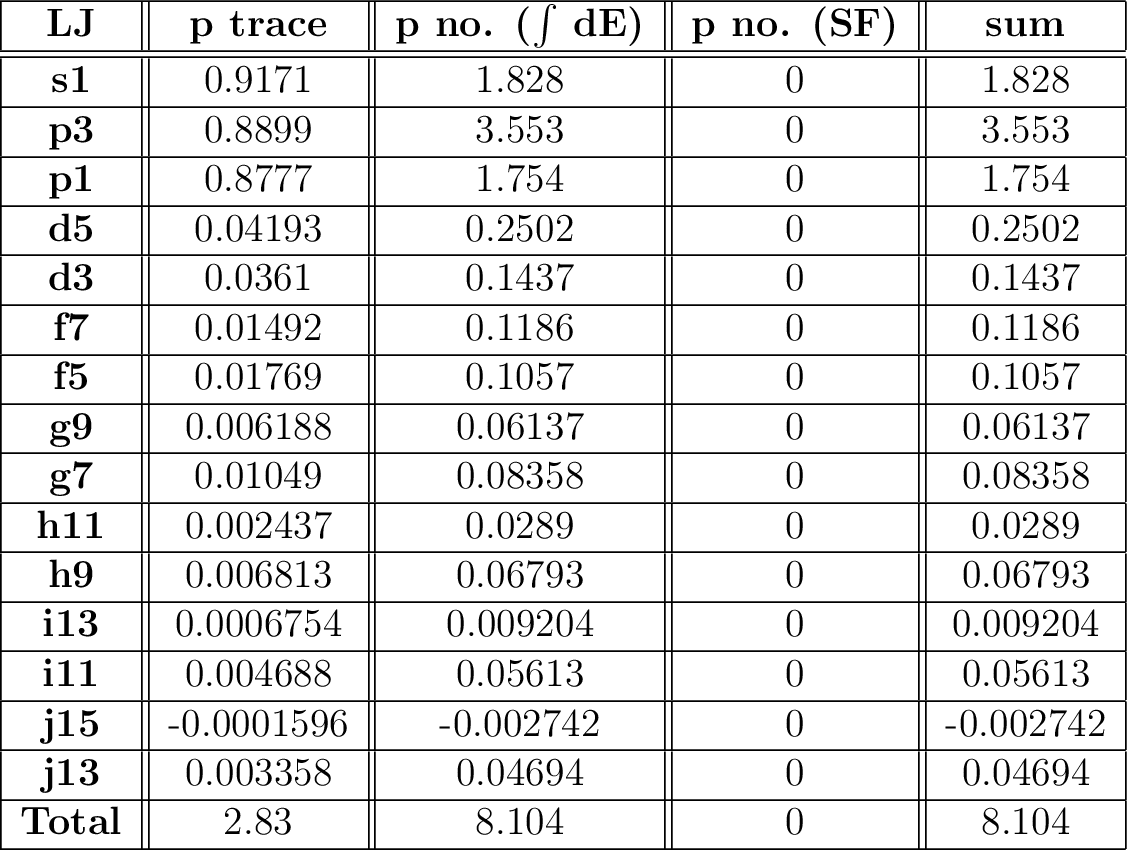 LJ p trace p no. (∫ dE) p no. (SF) sum
s1 0.9171 1.828 0 1.828
p3 0.8899 3.553 0 3.553
p1 0.8777 1.754 0 1.754
d5 0.04193 0.2502 0 0.2502
d3 0.0361 0.1437 0 0.1437
f7 0.01492 0.1186 0 0.1186
f5 0.01769 0.1057 0 0.1057
g9 0.006188 0.06137 0 0.06137
g7 0.01049 0.08358 0 0.08358
h11 0.002437 0.0289 0 0.0289
h9 0.006813 0.06793 0 0.06793
i13 0.0006754 0.009204 0 0.009204
i11 0.004688 0.05613 0 0.05613
j15 -0.0001596 -0.002742 0 -0.002742
j13 0.003358 0.04694 0 0.04694
Total 2.83 8.104 0 8.104